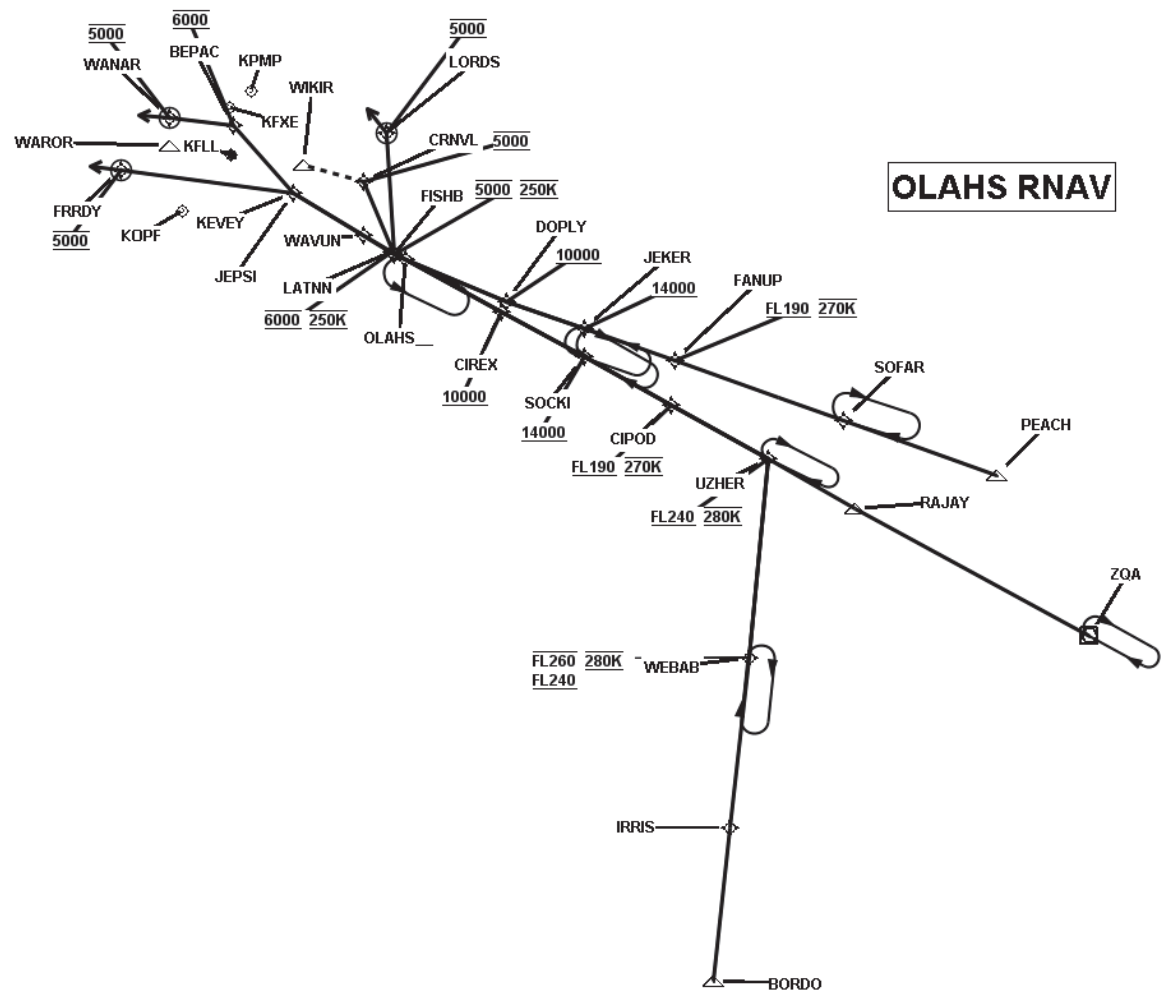 6000
5000
5000
BEPAC
KPMP
WANAR
LORDS
WIKIR
KFXE
CRNVL 5000
WAROR
KFLL
OLAHS RNAV
FISHB 5000 250K
FRRDY
KOPF
KEVEY
DOPLY
5000
WAVUN
JEKER
10000
JEPSI
FANUP
LATNN
14000
FL190 270K
6000 250K
OLAHS__
CIREX
SOFAR
10000
SOCKI
PEACH
14000
CIPOD
FL190 270K
UZHER
RAJAY
FL240 280K
ZQA
FL260 280K
WEBAB
FL240
IRRIS
BORDO